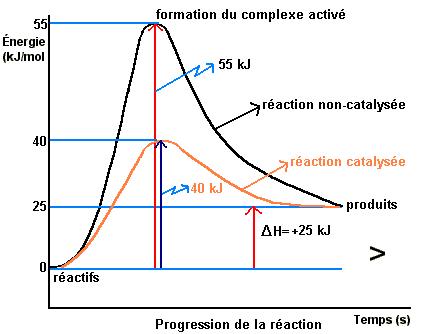 formation du complexe activé
55
Énergie
(kJ/mol
55 kJ
réaction non-catalysée
40
réaction catalysée
40 kJ
25
produits
ΔH=+25 kJ
>
0
réactifs
Temps (s)
Progression de la réaction